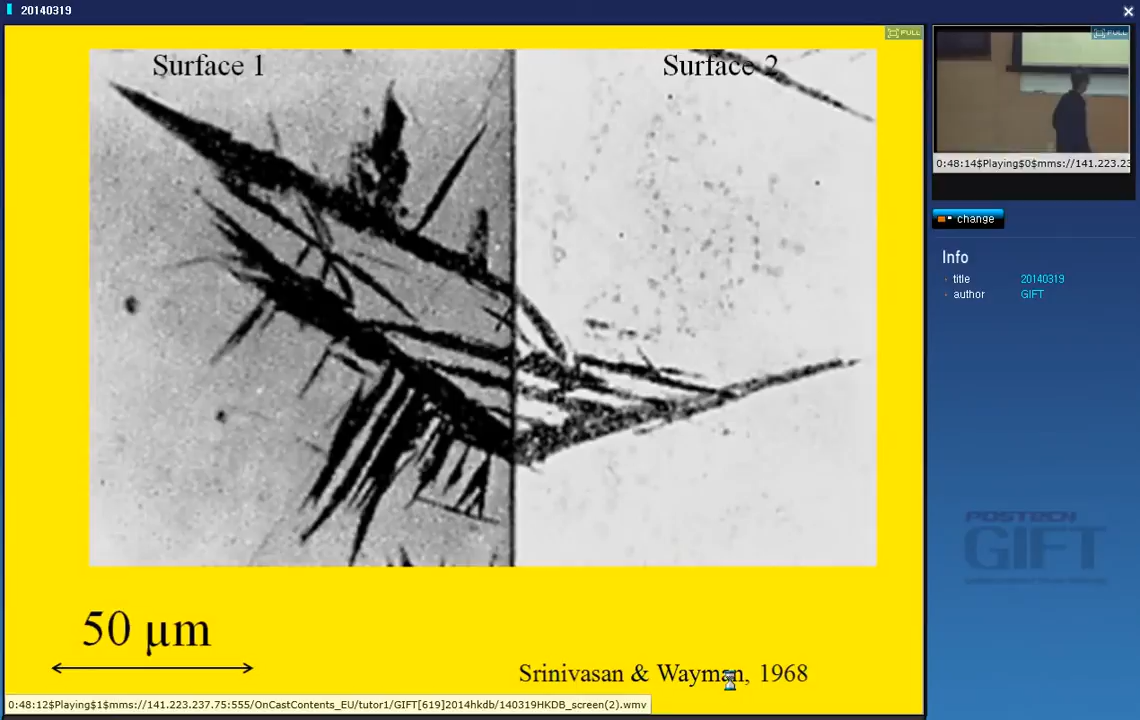 20140319
FULL
Surface 1
Surface 2
50 μm
Srinivasan & Wayman, 1968
0:48:12$Playing$1$mms://141.223.237.75:555/OnCastContents_EU/tutor1/GIFT[619]2014hkdb/140319HKDB_screen(2).wmv
FULL
0:48:14$Playing$0$mms://141.223.23
change
Info
title 20140319
author GIFT
POSTECH
GIFT